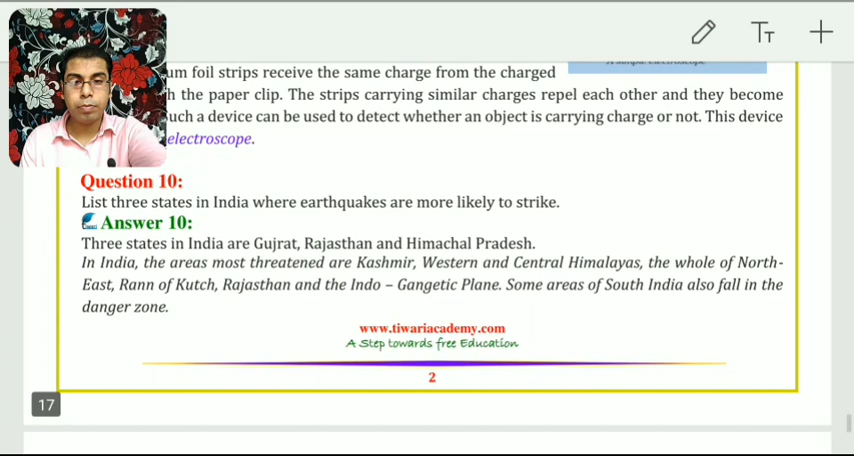 A simple electroscope
um foil strips receive the same charge from the charged
h the paper clip. The strips carrying similar charges repel each other and they become
uch a device can be used to detect whether an object is carrying charge or not. This device
electroscope.
Question 10:
List three states in India where earthquakes are more likely to strike.
Answer 10:
Three states in India are Gujrat, Rajasthan and Himachal Pradesh.
In India, the areas most threatened are Kashmir, Western and Central Himalayas, the whole of North-
East, Rann of Kutch, Rajasthan and the Indo – Gangetic Plane. Some areas of South India also fall in the
danger zone.
www.tiwariacademy.com
A Step towards free Education
2
17